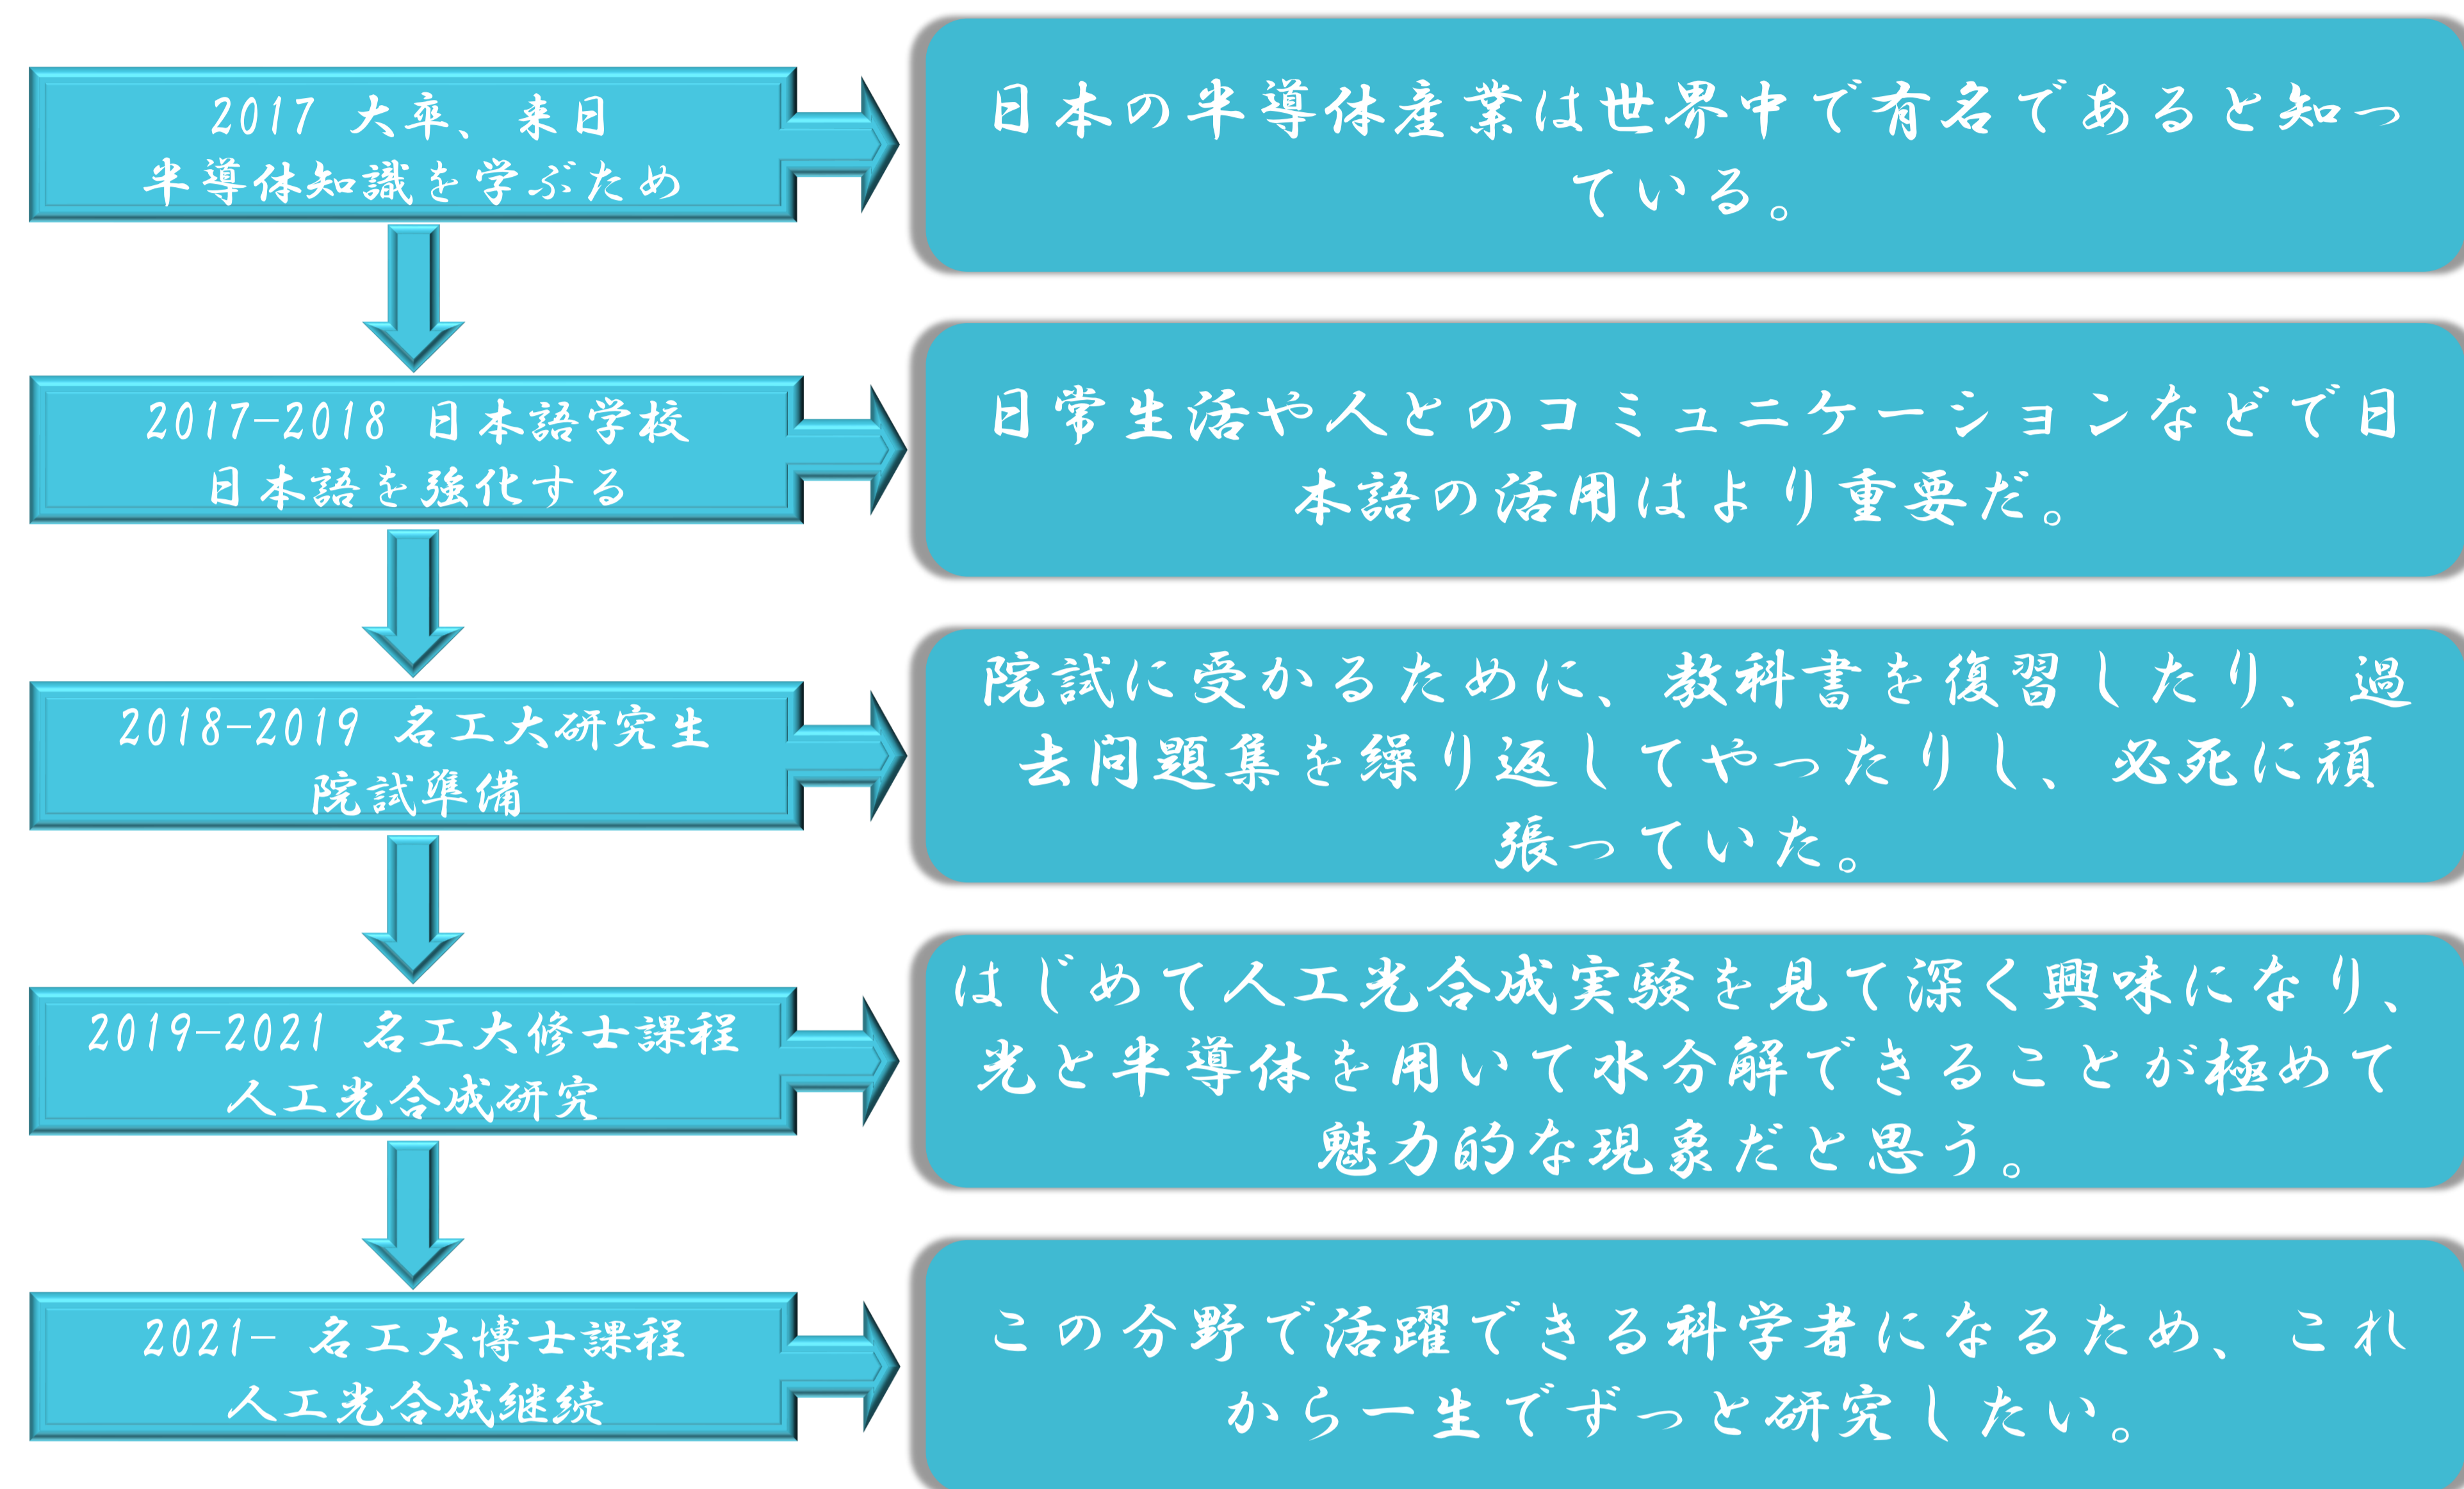 2017 大卒、来日
半導体知識を学ぶため
日本の半導体産業は世界中で有名であると知っ
ている。
2017-2018 日本語学校
日本語を強化する
日常生活や人とのコミュニケーションなどで日
本語の活用はより重要だ。
2018-2019 名工大研究生
院試準備
院試に受かるために、教科書を復習したり、過
去問題集を繰り返してやったりし、必死に頑
張っていた。
2019-2021 名工大修士課程
人工光合成研究
はじめて人工光合成実験を見て深く興味になり、
光と半導体を用いて水分解できることが極めて
魅力的な現象だと思う。
2021- 名工大博士課程
人工光合成継続
この分野で活躍できる科学者になるため、これ
から一生でずっと研究したい。